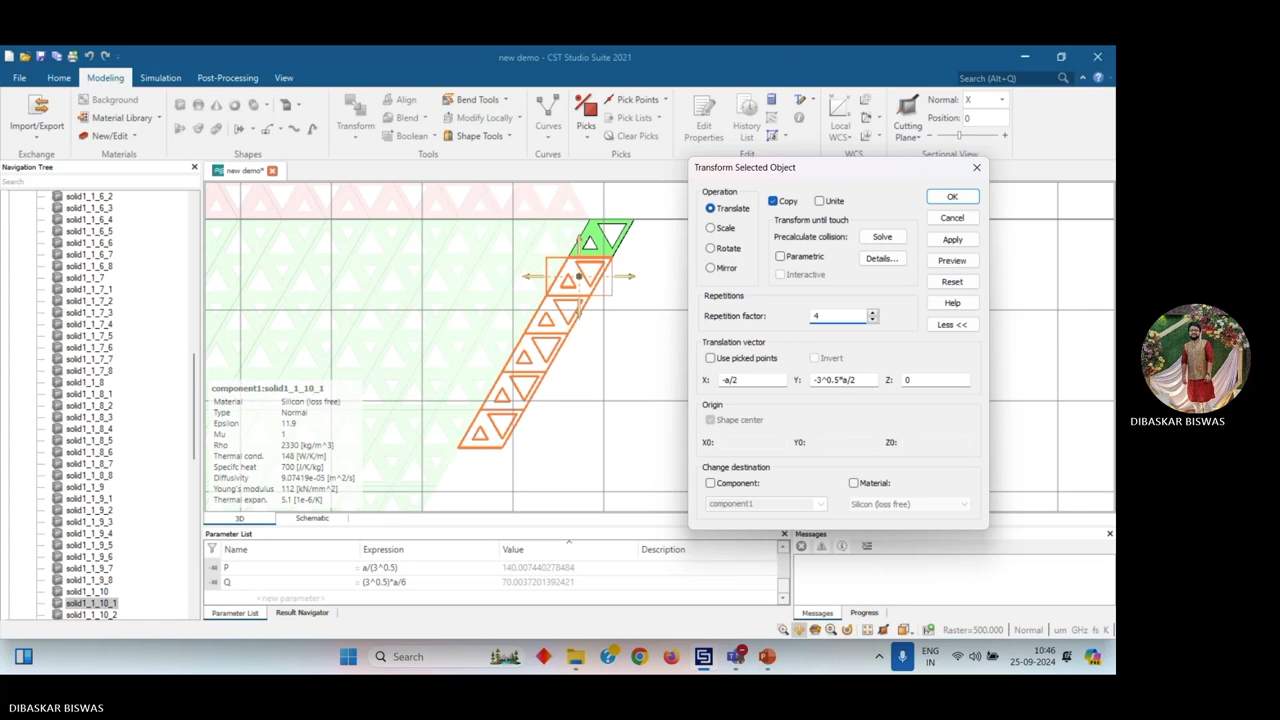 new demo - CST Studio Suite 2021
File Home Modeling Simulation Post-Processing View
Search (Alt+Q)
Import/Export
Exchange
Background
Material Library
New/Edit
Materials
Shapes
Transform
Align
Blend
Boolean
Bend Tools
Modify Locally
Shape Tools
Tools
Curves
Curves
Picks
Pick Points
Pick Lists
Clear Picks
Picks
Edit
Properties
History
List
Edit
Local
WCS
WCS
Cutting
Plane
Normal: X
Position: 0
Sectional View
Navigation Tree
Search
solid1_1_6_2
solid1_1_6_3
solid1_1_6_4
solid1_1_6_5
solid1_1_6_6
solid1_1_6_7
solid1_1_6_8
solid1_1_7
solid1_1_7_1
solid1_1_7_2
solid1_1_7_3
solid1_1_7_4
solid1_1_7_5
solid1_1_7_6
solid1_1_7_7
solid1_1_7_8
solid1_1_8
solid1_1_8_1
solid1_1_8_2
solid1_1_8_3
solid1_1_8_4
solid1_1_8_5
solid1_1_8_6
solid1_1_8_7
solid1_1_8_8
solid1_1_9
solid1_1_9_1
solid1_1_9_2
solid1_1_9_3
solid1_1_9_4
solid1_1_9_5
solid1_1_9_6
solid1_1_9_7
solid1_1_9_8
solid1_1_10
solid1_1_10_1
solid1_1_10_2
new demo*
component1:solid1_1_10_1
Material Silicon (loss free)
Type Normal
Epsilon 11.9
Mu 1
Rho 2330 [kg/m^3]
Thermal cond. 148 [W/K/m]
Specifc heat 700 [J/K/kg]
Diffusivity 9.07419e-05 [m^2/s]
Young's modulus 112 [kN/mm^2]
Thermal expan. 5.1 [1e-6/K]
3D Schematic
Transform Selected Object
Operation
Translate
Scale
Rotate
Mirror
Copy Unite
Transform until touch
Precalculate collision: Solve
Parametric Details...
Interactive
OK
Cancel
Apply
Preview
Reset
Help
Less <<
Repetitions
Repetition factor: 4
Translation vector
Use picked points Invert
X: -a/2 Y: -3^0.5*a/2 Z: 0
Origin
Shape center
X0: Y0: Z0:
Change destination
Component: Material:
component1 Silicon (loss free)
Parameter List
Name Expression Value Description
P = a/(3^0.5) 140.007440278484
Q = (3^0.5)*a/6 70.0037201392421
<new parameter>
Parameter List Result Navigator
Messages
Messages Progress
Raster=500.000 Normal um GHz fs K
Search
ENG
IN
10:46
25-09-2024
DIBASKAR BISWAS
DIBASKAR BISWAS